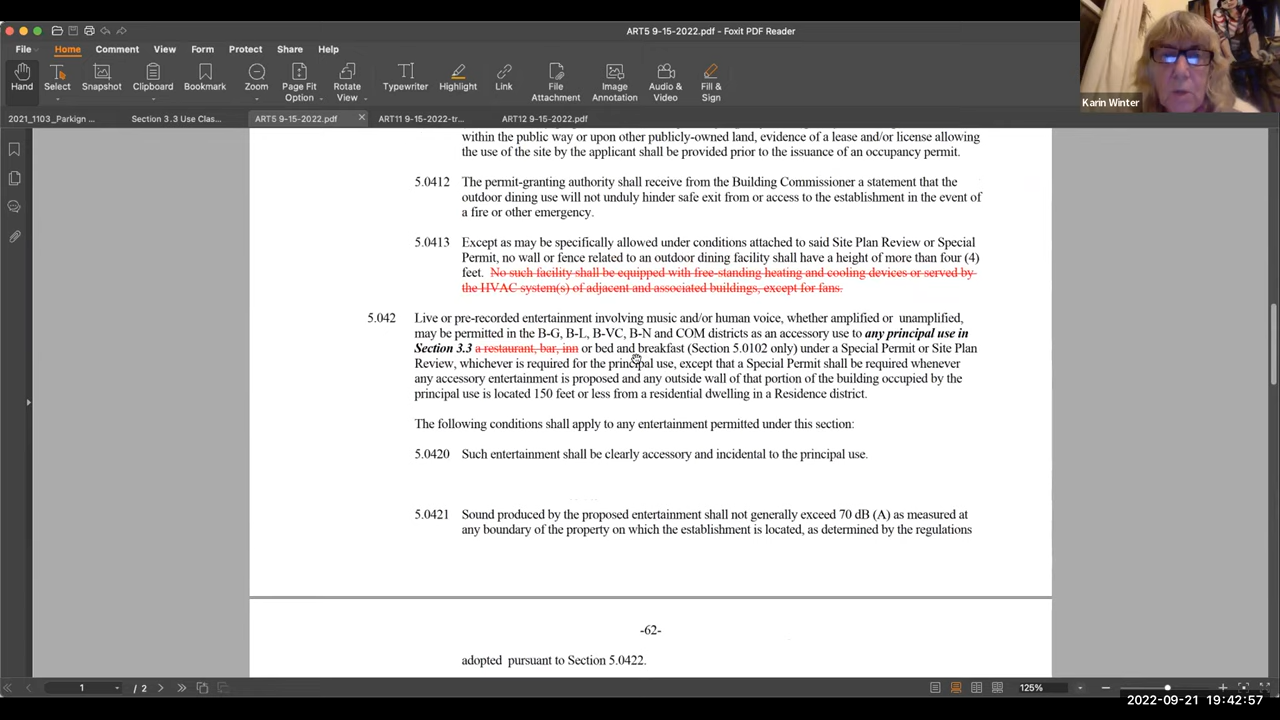 ART5 9-15-2022.pdf - Foxit PDF Reader
File Home Comment View Form Protect Share Help
Hand Select Snapshot Clipboard Bookmark Zoom Page Fit Option Rotate View Typewriter Highlight Link File Attachment Image Annotation Audio & Video Fill & Sign
Karin Winter
2021_1103_Parkign ... Section 3.3 Use Clas... ART5 9-15-2022.pdf ART11 9-15-2022-tr... ART12 9-15-2022.pdf
within the public way or upon other publicly-owned land, evidence of a lease and/or license allowing
the use of the site by the applicant shall be provided prior to the issuance of an occupancy permit.
5.0412 The permit-granting authority shall receive from the Building Commissioner a statement that the
outdoor dining use will not unduly hinder safe exit from or access to the establishment in the event of
a fire or other emergency.
5.0413 Except as may be specifically allowed under conditions attached to said Site Plan Review or Special
Permit, no wall or fence related to an outdoor dining facility shall have a height of more than four (4)
feet. No such facility shall be equipped with free-standing heating and cooling devices or served by
the HVAC system(s) of adjacent and associated buildings, except for fans.
5.042 Live or pre-recorded entertainment involving music and/or human voice, whether amplified or unamplified,
may be permitted in the B-G, B-L, B-VC, B-N and COM districts as an accessory use to any principal use in
Section 3.3 a restaurant, bar, inn or bed and breakfast (Section 5.0102 only) under a Special Permit or Site Plan
Review, whichever is required for the principal use, except that a Special Permit shall be required whenever
any accessory entertainment is proposed and any outside wall of that portion of the building occupied by the
principal use is located 150 feet or less from a residential dwelling in a Residence district.
The following conditions shall apply to any entertainment permitted under this section:
5.0420 Such entertainment shall be clearly accessory and incidental to the principal use.
5.0421 Sound produced by the proposed entertainment shall not generally exceed 70 dB (A) as measured at
any boundary of the property on which the establishment is located, as determined by the regulations
-62-
adopted pursuant to Section 5.0422.
1 / 2 125%
2022-09-21 19:42:57